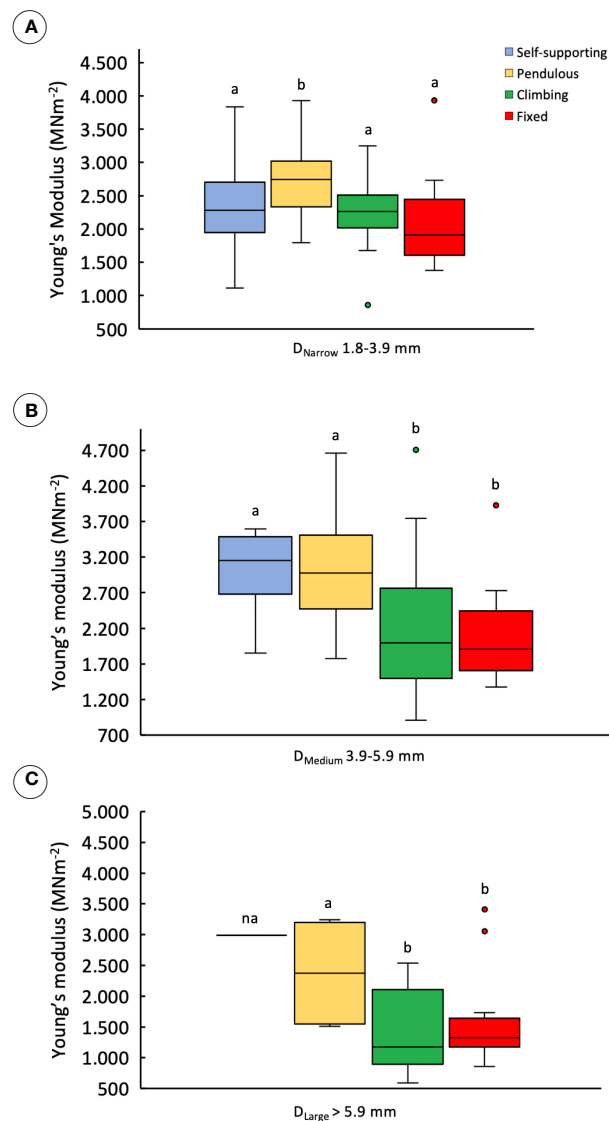 A
Self-supporting
Pendulous
Climbing
Fixed
Young's Modulus (MNm-2)
4.500
4.000
3.500
3.000
2.500
2.000
1.500
1.000
500
a
b
a
a
DNarrow 1.8-3.9 mm
B
Young's modulus (MNm-2)
4.700
4.200
3.700
3.200
2.700
2.200
1.700
1.200
700
a
a
b
b
DMedium 3.9-5.9 mm
C
Young's modulus (MNm-2)
5.000
4.500
4.000
3.500
3.000
2.500
2.000
1.500
1.000
500
na
a
b
b
DLarge > 5.9 mm